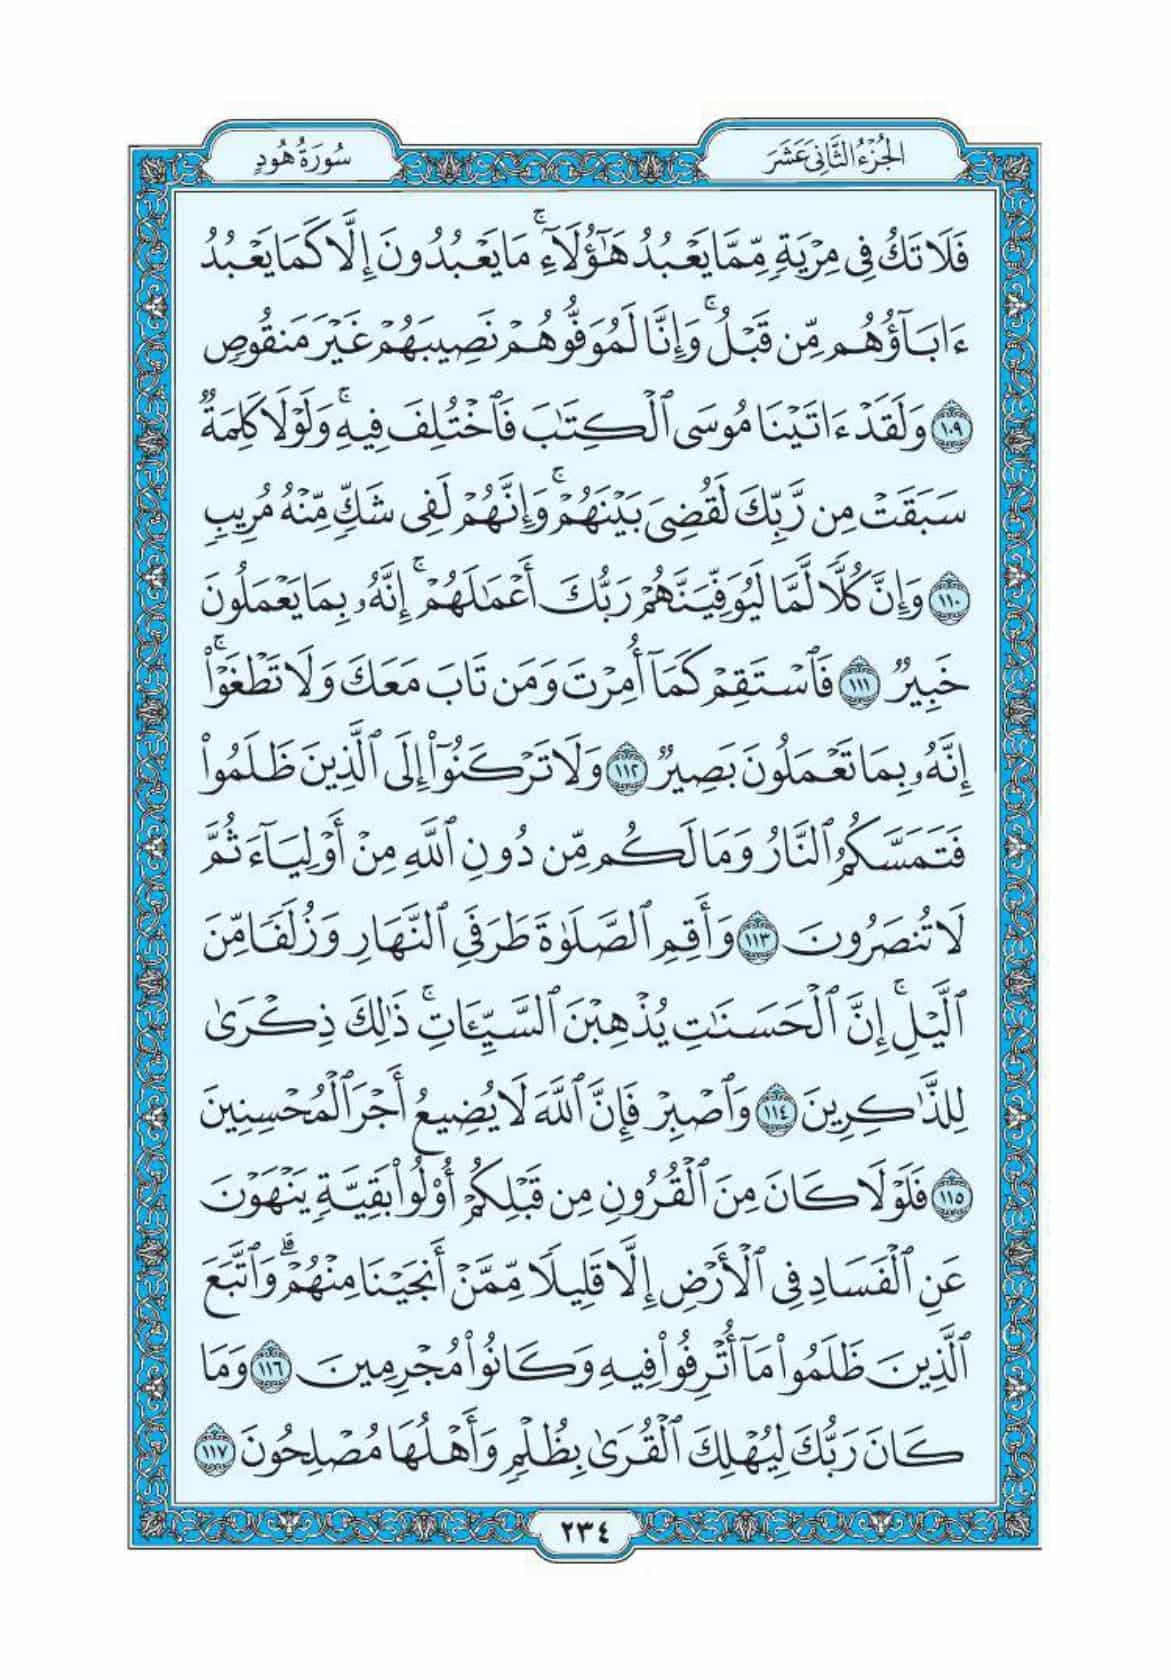 الجُزْءُ الثَّانِي عَشَرَ
سُورَةُ هُودٍ
فَلَا تَكُ فِي مِرْيَةٍ مِّمَّا يَعْبُدُ هَٰٓؤُلَآءِۚ مَا يَعْبُدُونَ إِلَّا كَمَا يَعْبُدُ
ءَابَآؤُهُم مِّن قَبْلُۚ وَإِنَّا لَمُوَفُّوهُمْ نَصِيبَهُمْ غَيْرَ مَنقُوصٍ
١٠٩ وَلَقَدْ ءَاتَيْنَا مُوسَى ٱلْكِتَٰبَ فَٱخْتُلِفَ فِيهِۚ وَلَوْلَا كَلِمَةٌ
سَبَقَتْ مِن رَّبِّكَ لَقُضِيَ بَيْنَهُمْۚ وَإِنَّهُمْ لَفِي شَكٍّ مِّنْهُ مُرِيبٍ
١١٠ وَإِنَّ كُلًّا لَّمَّا لَيُوَفِّيَنَّهُمْ رَبُّكَ أَعْمَٰلَهُمْۚ إِنَّهُۥ بِمَا يَعْمَلُونَ
خَبِيرٌ ١١١ فَٱسْتَقِمْ كَمَآ أُمِرْتَ وَمَن تَابَ مَعَكَ وَلَا تَطْغَوْا۟ۚ
إِنَّهُۥ بِمَا تَعْمَلُونَ بَصِيرٌ ١١٢ وَلَا تَرْكَنُوٓا۟ إِلَى ٱلَّذِينَ ظَلَمُوا۟
فَتَمَسَّكُمُ ٱلنَّارُ وَمَا لَكُم مِّن دُونِ ٱللَّهِ مِنْ أَوْلِيَآءَ ثُمَّ
لَا تُنصَرُونَ ١١٣ وَأَقِمِ ٱلصَّلَوٰةَ طَرَفَيِ ٱلنَّهَارِ وَزُلَفًا مِّنَ
ٱلَّيْلِۚ إِنَّ ٱلْحَسَنَٰتِ يُذْهِبْنَ ٱلسَّيِّـَٔاتِۚ ذَٰلِكَ ذِكْرَىٰ
لِلذَّٰكِرِينَ ١١٤ وَٱصْبِرْ فَإِنَّ ٱللَّهَ لَا يُضِيعُ أَجْرَ ٱلْمُحْسِنِينَ
١١٥ فَلَوْلَا كَانَ مِنَ ٱلْقُرُونِ مِن قَبْلِكُمْ أُو۟لُوا۟ بَقِيَّةٍ يَنْهَوْنَ
عَنِ ٱلْفَسَادِ فِي ٱلْأَرْضِ إِلَّا قَلِيلًا مِّمَّنْ أَنجَيْنَا مِنْهُمْۗ وَٱتَّبَعَ
ٱلَّذِينَ ظَلَمُوا۟ مَآ أُتْرِفُوا۟ فِيهِ وَكَانُوا۟ مُجْرِمِينَ ١١٦ وَمَا
كَانَ رَبُّكَ لِيُهْلِكَ ٱلْقُرَىٰ بِظُلْمٍ وَأَهْلُهَا مُصْلِحُونَ ١١٧
٢٣٤